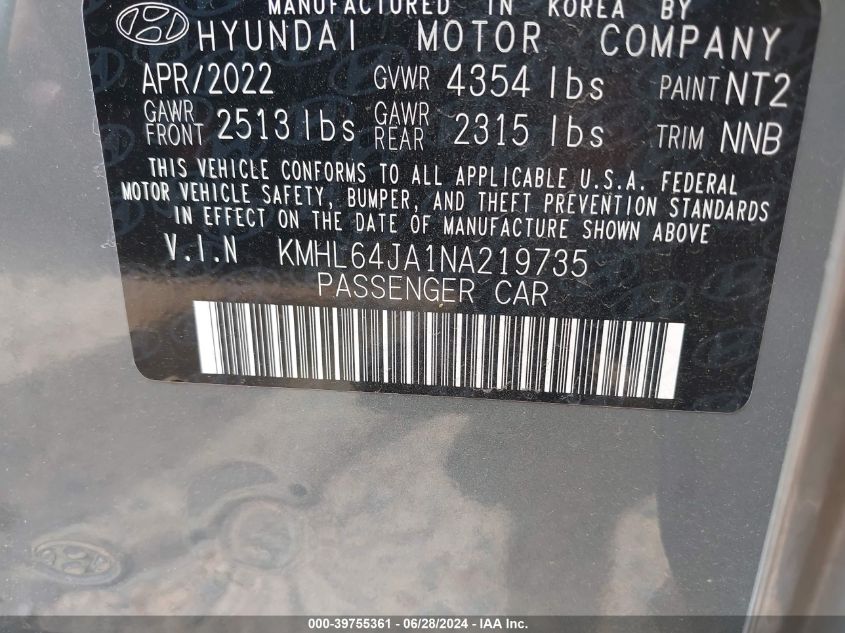 MANUFACTURED IN KOREA BY
HYUNDAI MOTOR COMPANY
APR/2022 GVWR 4354 lbs PAINT NT2
GAWR FRONT 2513 lbs GAWR REAR 2315 lbs TRIM NNB
THIS VEHICLE CONFORMS TO ALL APPLICABLE U.S.A. FEDERAL
MOTOR VEHICLE SAFETY, BUMPER, AND THEFT PREVENTION STANDARDS
IN EFFECT ON THE DATE OF MANUFACTURE SHOWN ABOVE
V.I.N KMHL64JA1NA219735
PASSENGER CAR
000-39755361 - 06/28/2024 - IAA Inc.